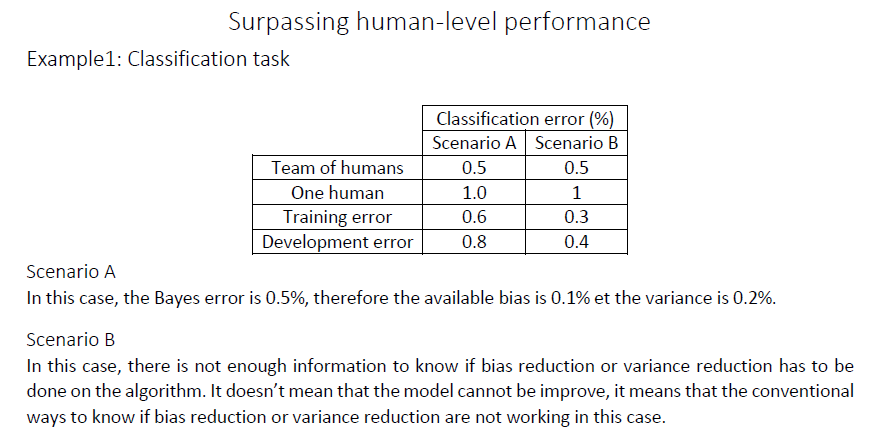 Surpassing human-level performance
Example1: Classification task
Classification error (%)
Scenario A Scenario B
Team of humans 0.5 0.5
One human 1.0 1
Training error 0.6 0.3
Development error 0.8 0.4
Scenario A
In this case, the Bayes error is 0.5%, therefore the available bias is 0.1% et the variance is 0.2%.
Scenario B
In this case, there is not enough information to know if bias reduction or variance reduction has to be
done on the algorithm. It doesn’t mean that the model cannot be improve, it means that the conventional
ways to know if bias reduction or variance reduction are not working in this case.